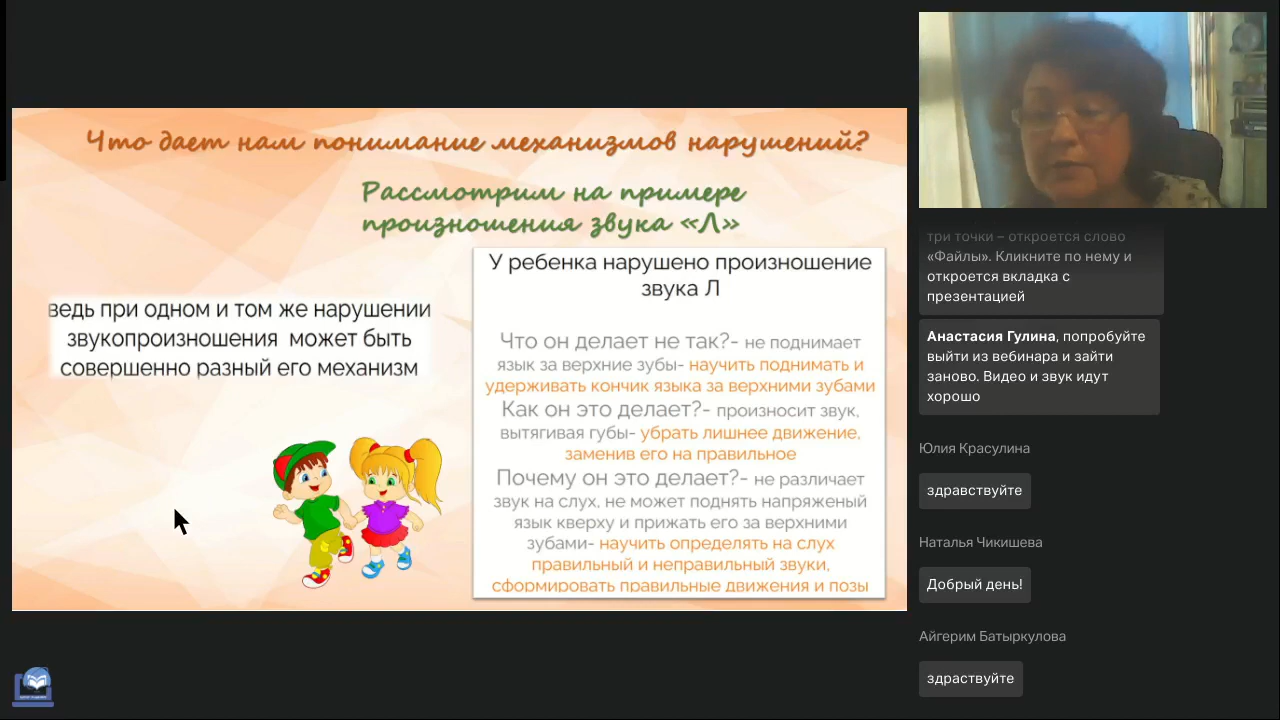 Что дает нам понимание механизмов нарушений?
Рассмотрим на примере
произношения звука «Л»
ведь при одном и том же нарушении
звукопроизношения может быть
совершенно разный его механизм
У ребенка нарушено произношение
звука Л
Что он делает не так?- не поднимает
язык за верхние зубы- научить поднимать и
удерживать кончик языка за верхними зубами
Как он это делает?- произносит звук,
вытягивая губы- убрать лишнее движение,
заменив его на правильное
Почему он это делает?- не различает
звук на слух, не может поднять напряженый
язык кверху и прижать его за верхними
зубами- научить определять на слух
правильный и неправильный звуки,
сформировать правильные движения и позы
три точки – откроется слово
«Файлы». Кликните по нему и
откроется вкладка с
презентацией
Анастасия Гулина, попробуйте
выйти из вебинара и зайти
заново. Видео и звук идут
хорошо
Юлия Красулина
здравствуйте
Наталья Чикишева
Добрый день!
Айгерим Батыркулова
здраствуйте